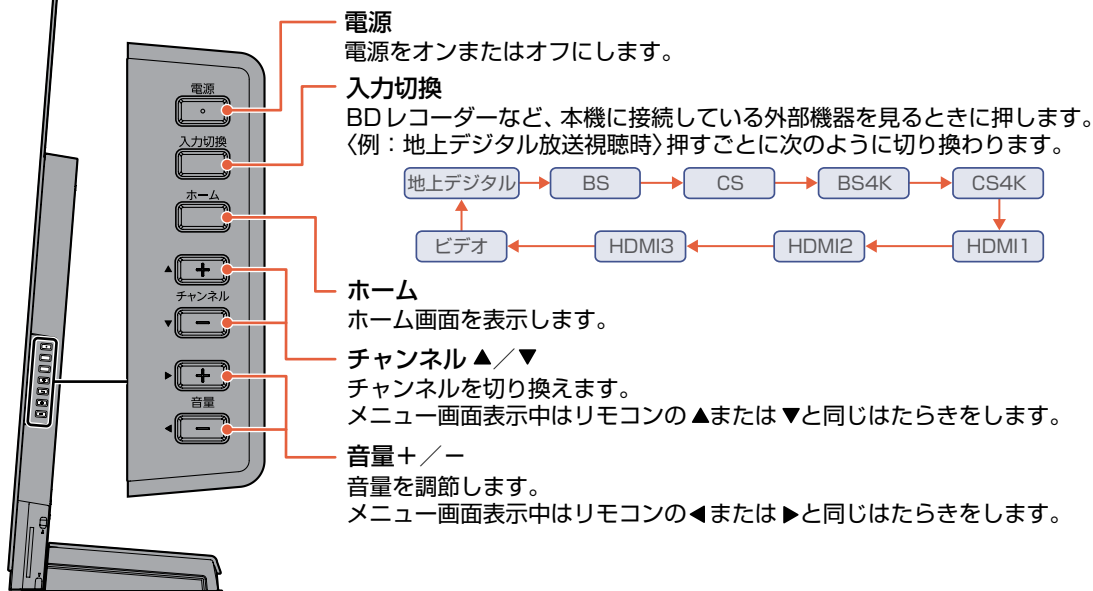 電源
入力切換
ホーム
▲ +
チャンネル
▼ −
▶ +
音量
◀ −
電源
電源をオンまたはオフにします。
入力切換
BDレコーダーなど、本機に接続している外部機器を見るときに押します。
〈例：地上デジタル放送視聴時〉押すごとに次のように切り換わります。
地上デジタル → BS → CS → BS4K → CS4K
ビデオ ← HDMI3 ← HDMI2 ← HDMI1
ホーム
ホーム画面を表示します。
チャンネル ▲／▼
チャンネルを切り換えます。
メニュー画面表示中はリモコンの▲または▼と同じはたらきをします。
音量＋／−
音量を調節します。
メニュー画面表示中はリモコンの◀または▶と同じはたらきをします。